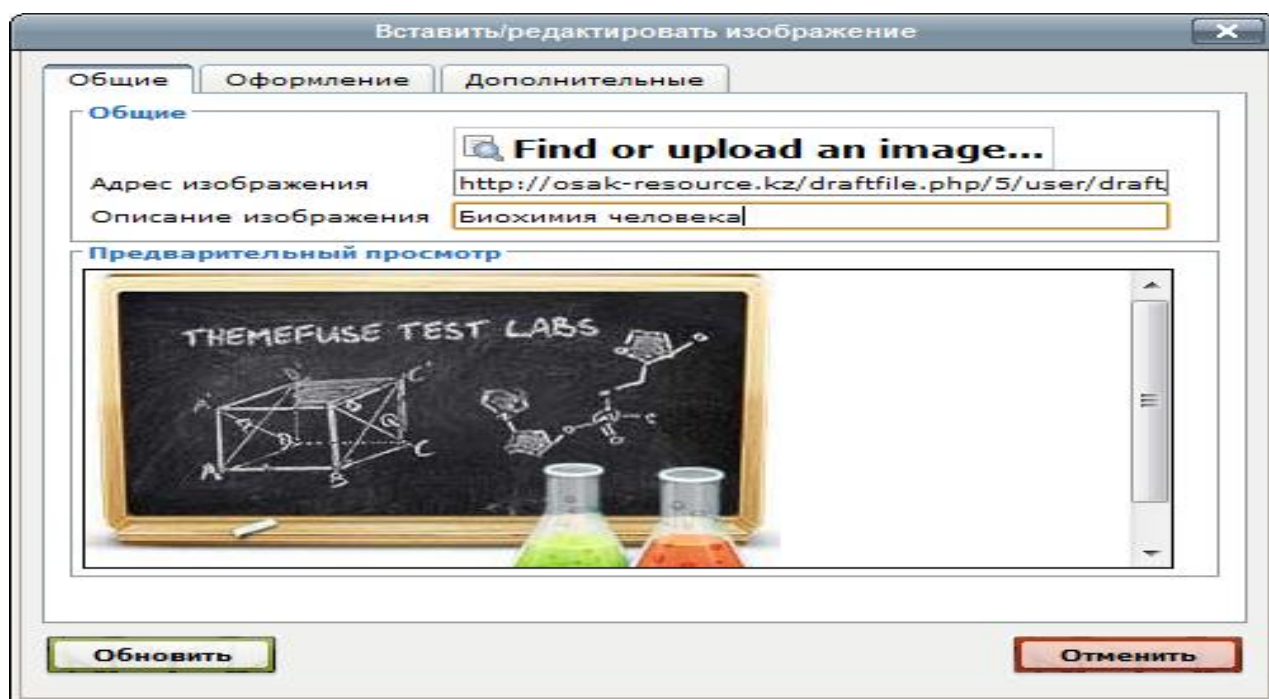 Вставить/редактировать изображение
Общие Оформление Дополнительные
Общие
Find or upload an image...
Адрес изображения http://osak-resource.kz/draftfile.php/5/user/draft
Описание изображения Биохимия человека
Предварительный просмотр
THEMEFUSE TEST LABS
A' C'
B C
A B
Обновить Отменить